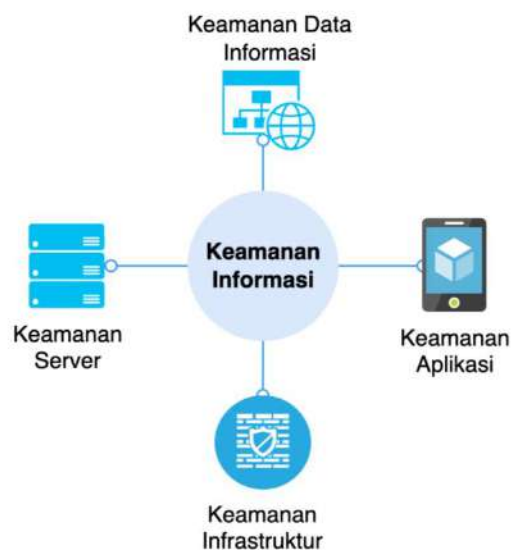 Keamanan Data
Informasi
Keamanan
Informasi
Keamanan
Server
Keamanan
Aplikasi
Keamanan
Infrastruktur